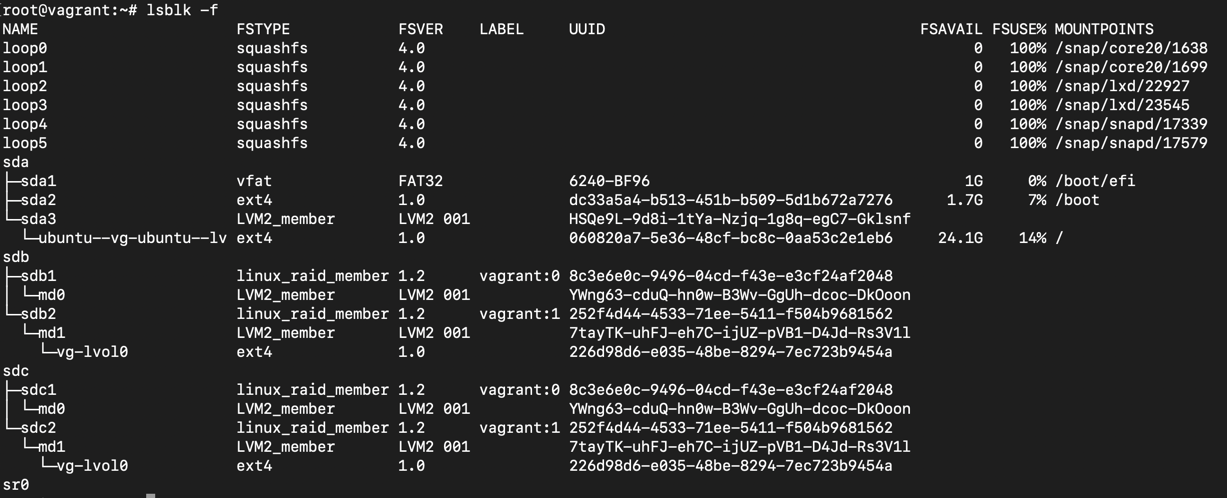 [root@vagrant:~# lsblk -f
NAME FSTYPE FSVER LABEL UUID FSAVAIL FSUSE% MOUNTPOINTS
loop0 squashfs 4.0 0 100% /snap/core20/1638
loop1 squashfs 4.0 0 100% /snap/core20/1699
loop2 squashfs 4.0 0 100% /snap/lxd/22927
loop3 squashfs 4.0 0 100% /snap/lxd/23545
loop4 squashfs 4.0 0 100% /snap/snapd/17339
loop5 squashfs 4.0 0 100% /snap/snapd/17579
sda
├─sda1 vfat FAT32 6240-BF96 1G 0% /boot/efi
├─sda2 ext4 1.0 dc33a5a4-b513-451b-b509-5d1b672a7276 1.7G 7% /boot
└─sda3 LVM2_member LVM2 001 HSQe9L-9d8i-1tYa-Nzjq-1g8q-egC7-Gklsnf
  └─ubuntu--vg-ubuntu--lv ext4 1.0 060820a7-5e36-48cf-bc8c-0aa53c2e1eb6 24.1G 14% /
sdb
├─sdb1 linux_raid_member 1.2 vagrant:0 8c3e6e0c-9496-04cd-f43e-e3cf24af2048
│ └─md0 LVM2_member LVM2 001 YWng63-cduQ-hn0w-B3Wv-GgUh-dcoc-DkOoon
└─sdb2 linux_raid_member 1.2 vagrant:1 252f4d44-4533-71ee-5411-f504b9681562
  └─md1 LVM2_member LVM2 001 7tayTK-uhFJ-eh7C-ijUZ-pVB1-D4Jd-Rs3V1l
    └─vg-lvol0 ext4 1.0 226d98d6-e035-48be-8294-7ec723b9454a
sdc
├─sdc1 linux_raid_member 1.2 vagrant:0 8c3e6e0c-9496-04cd-f43e-e3cf24af2048
│ └─md0 LVM2_member LVM2 001 YWng63-cduQ-hn0w-B3Wv-GgUh-dcoc-DkOoon
└─sdc2 linux_raid_member 1.2 vagrant:1 252f4d44-4533-71ee-5411-f504b9681562
  └─md1 LVM2_member LVM2 001 7tayTK-uhFJ-eh7C-ijUZ-pVB1-D4Jd-Rs3V1l
    └─vg-lvol0 ext4 1.0 226d98d6-e035-48be-8294-7ec723b9454a
sr0